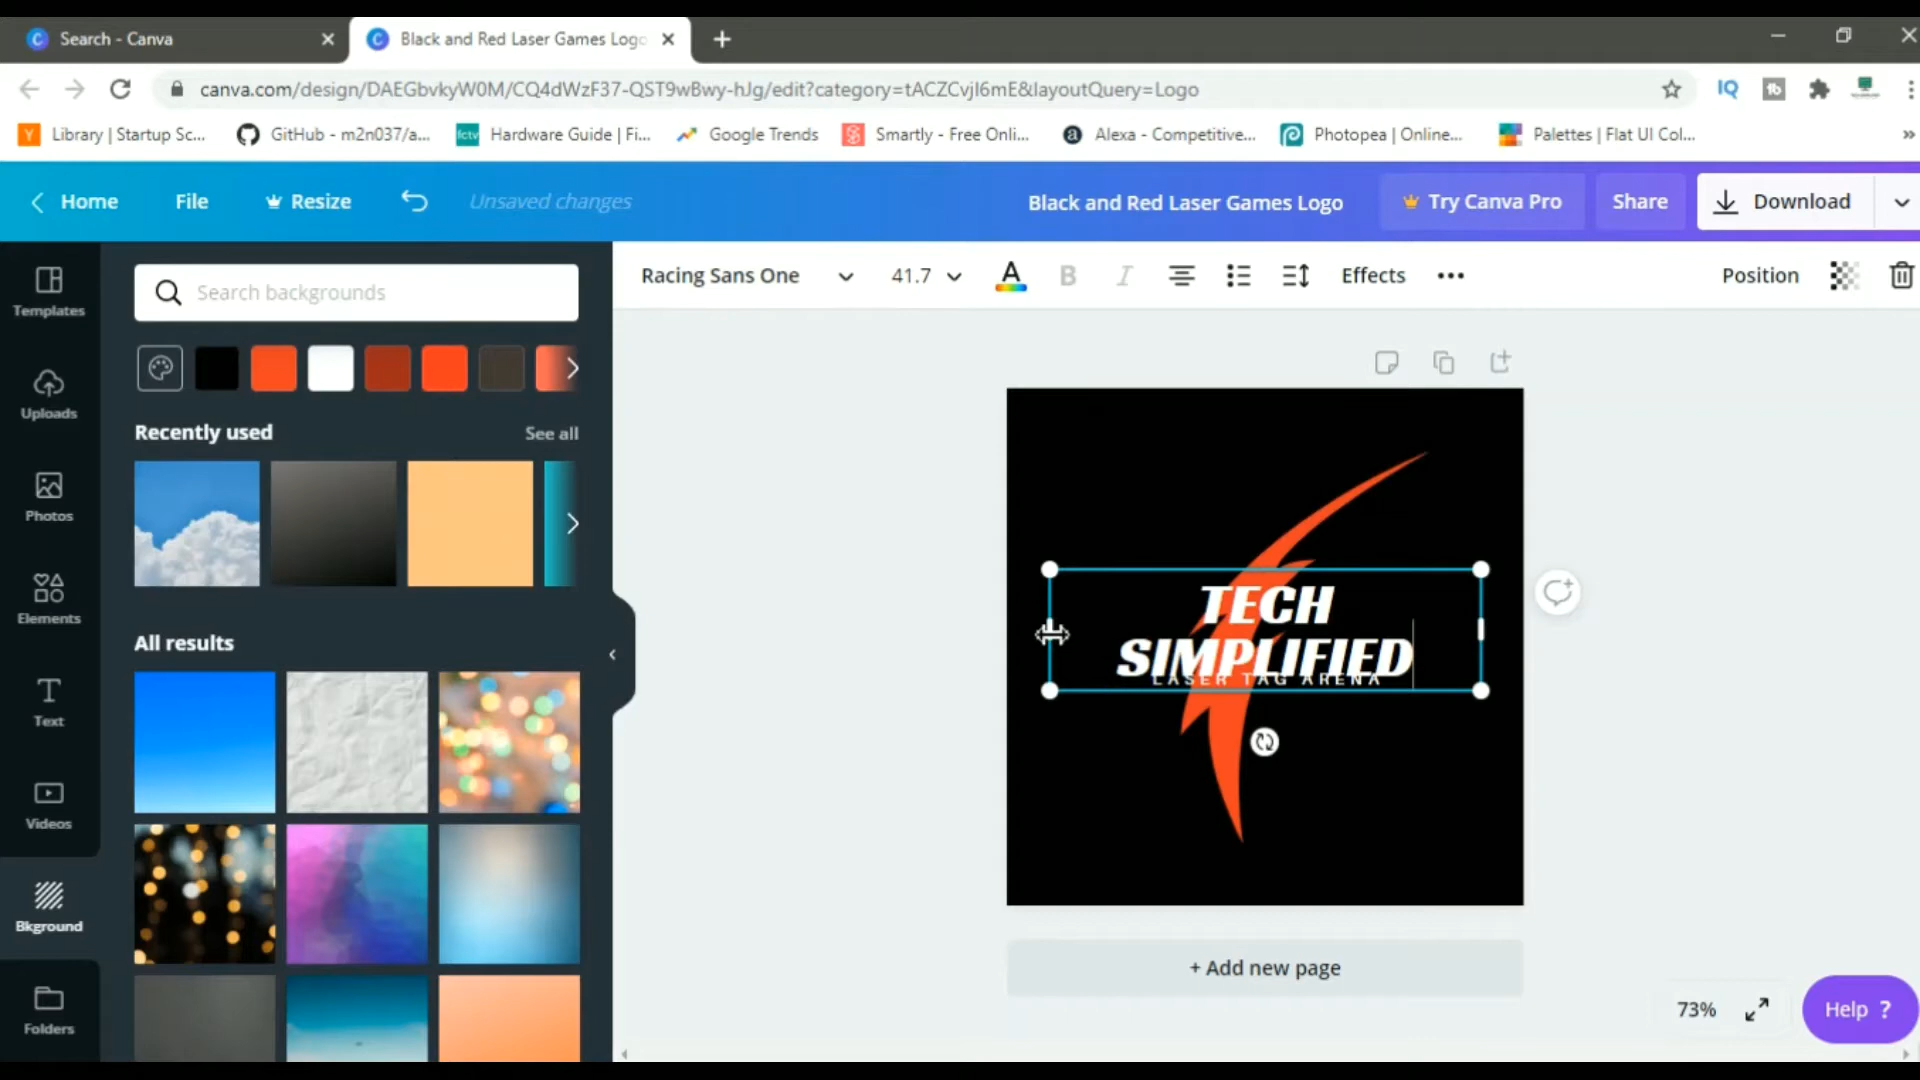 Search - Canva
Black and Red Laser Games Logo
canva.com/design/DAEGbvkyW0M/CQ4dWzF37-QST9wBwy-hJg/edit?category=tACZCvjI6mE&layoutQuery=Logo
IQ
Library | Startup Sc...
GitHub - m2n037/a...
Hardware Guide | Fi...
Google Trends
Smartly - Free Onli...
Alexa - Competitive...
Photopea | Online...
Palettes | Flat UI Col...
Home
File
Resize
Unsaved changes
Black and Red Laser Games Logo
Try Canva Pro
Share
Download
Templates
Uploads
Photos
Elements
Text
Videos
Bkground
Folders
Search backgrounds
Recently used
See all
All results
Racing Sans One
41.7
A
B
I
Effects
Position
TECH
SIMPLIFIED
LASER TAG ARENA
+ Add new page
73%
Help ?